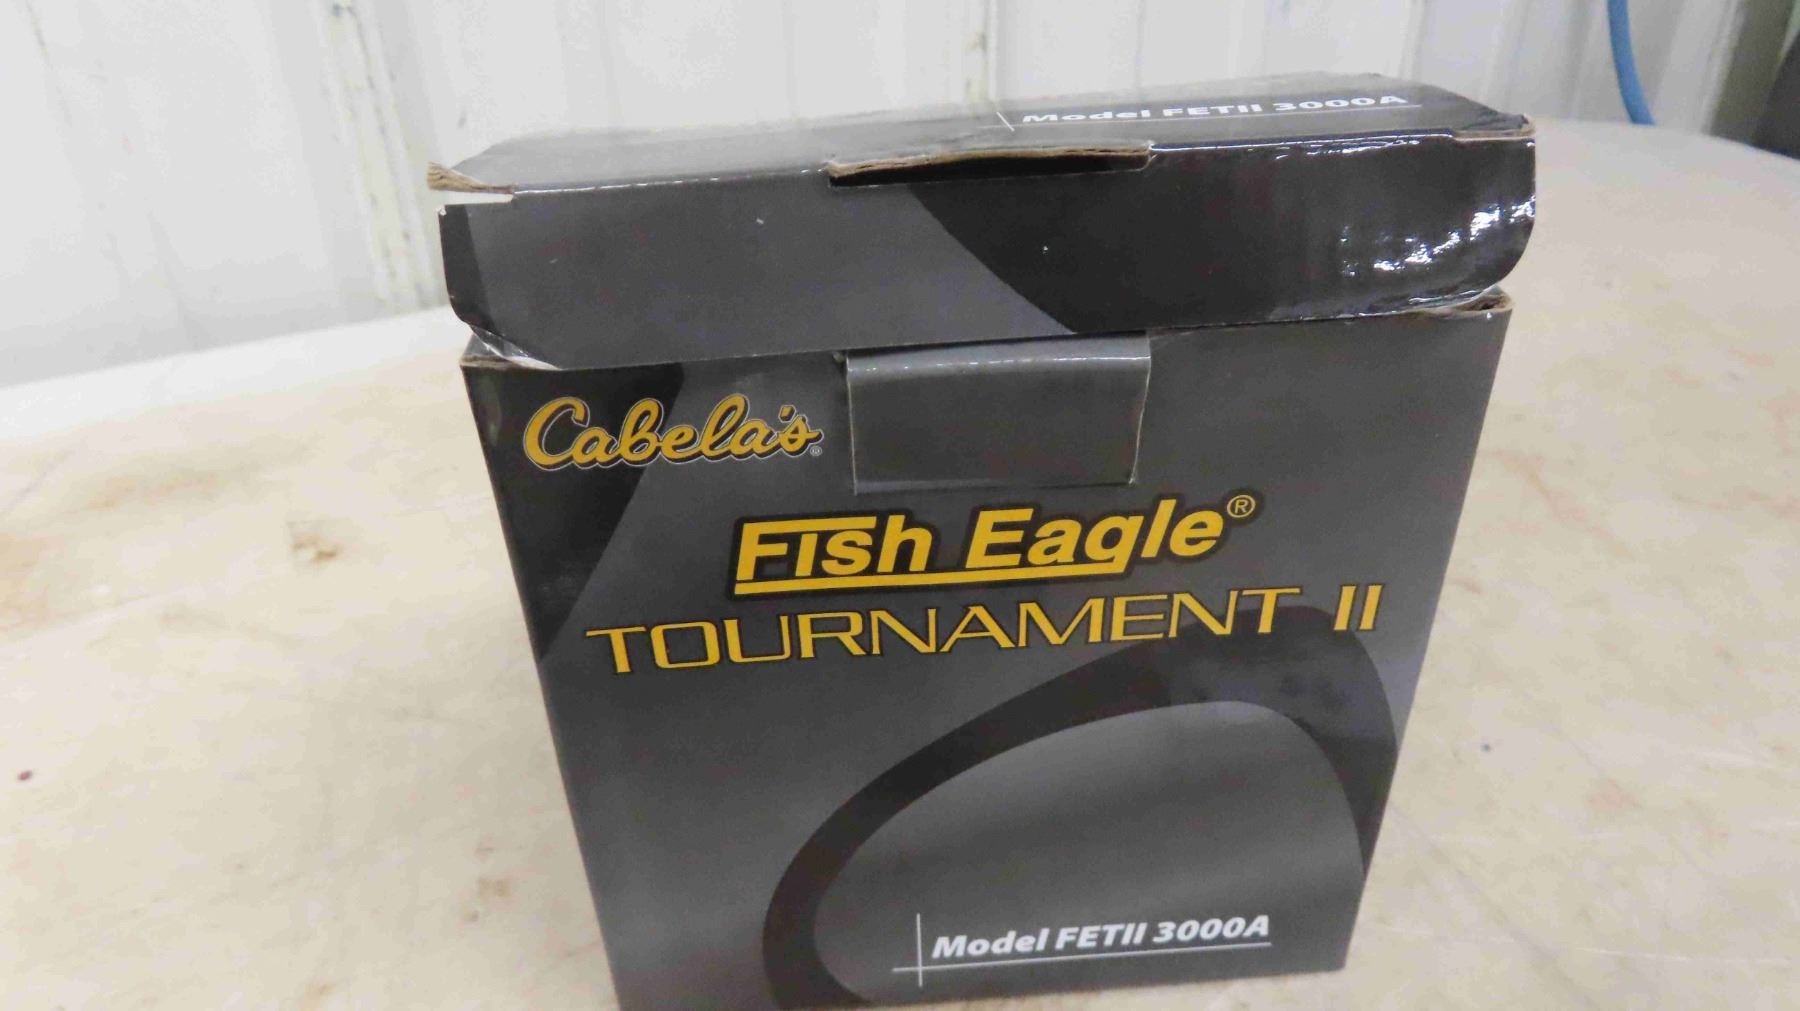 Model FETII 3000A
Cabela's®
Fish Eagle®
TOURNAMENT II
Model FETII 3000A